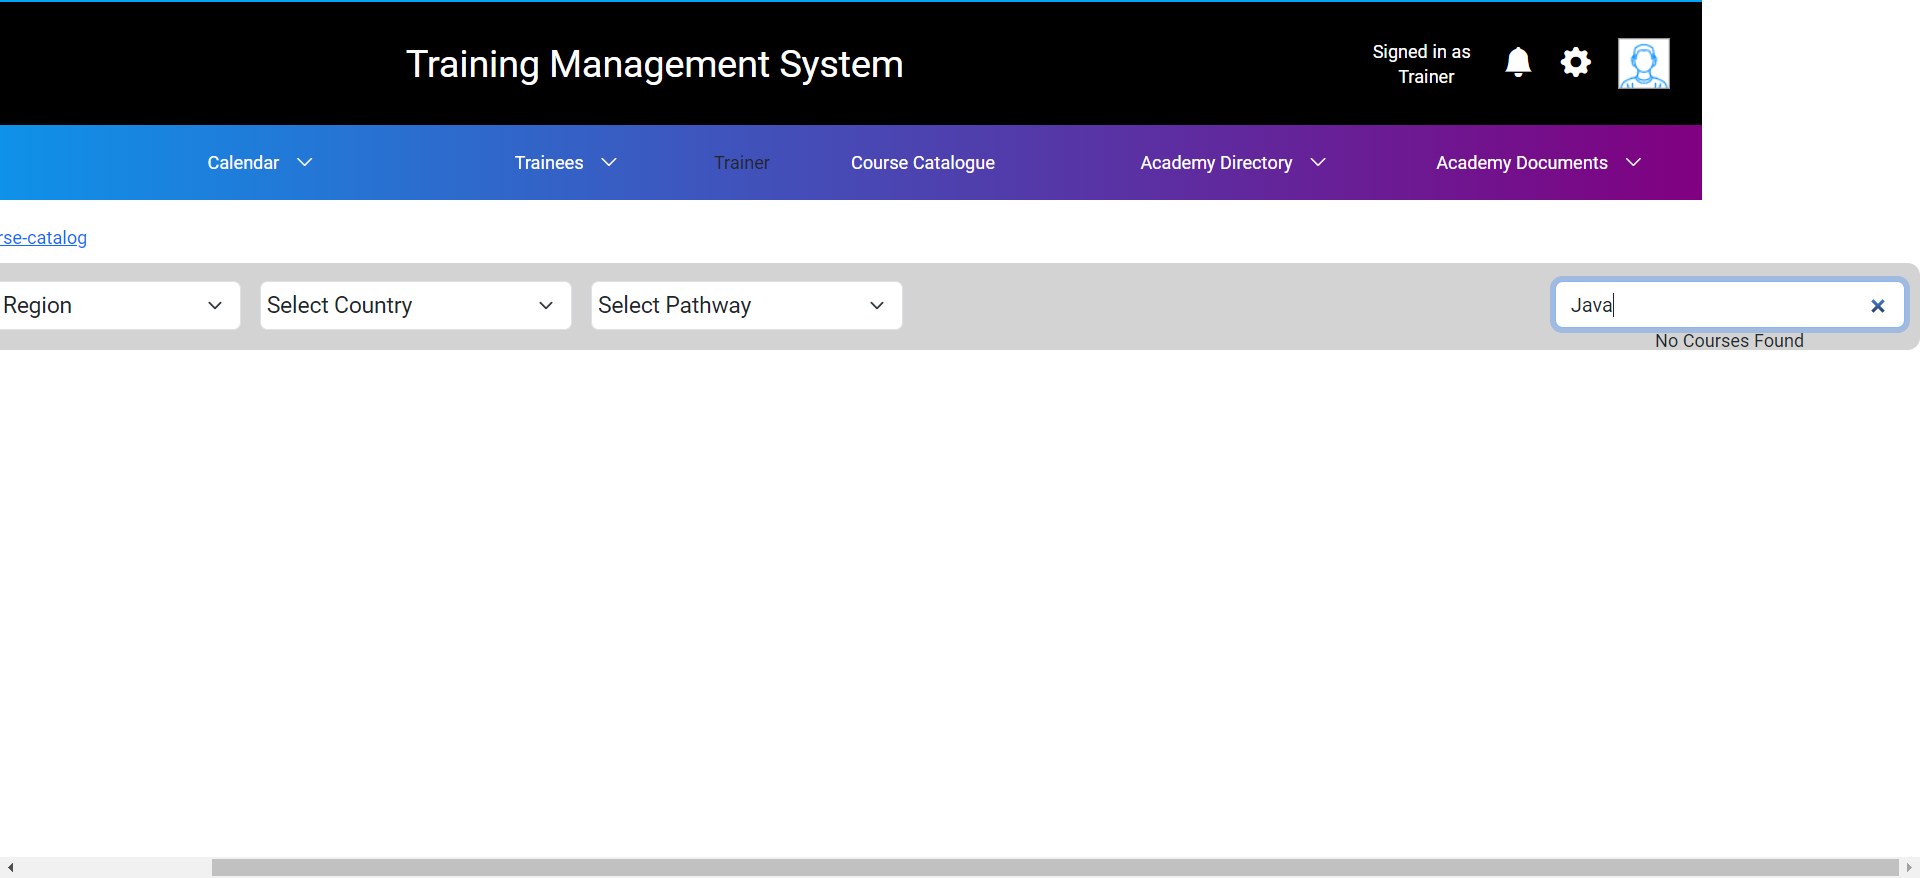 Training Management System
Signed in as
Trainer
Calendar
Trainees
Trainer
Course Catalogue
Academy Directory
Academy Documents
rse-catalog
Region
Select Country
Select Pathway
Java
No Courses Found